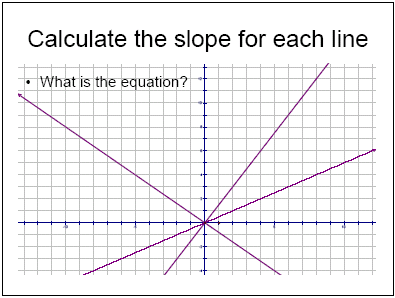 Calculate the slope for each line
• What is the equation?